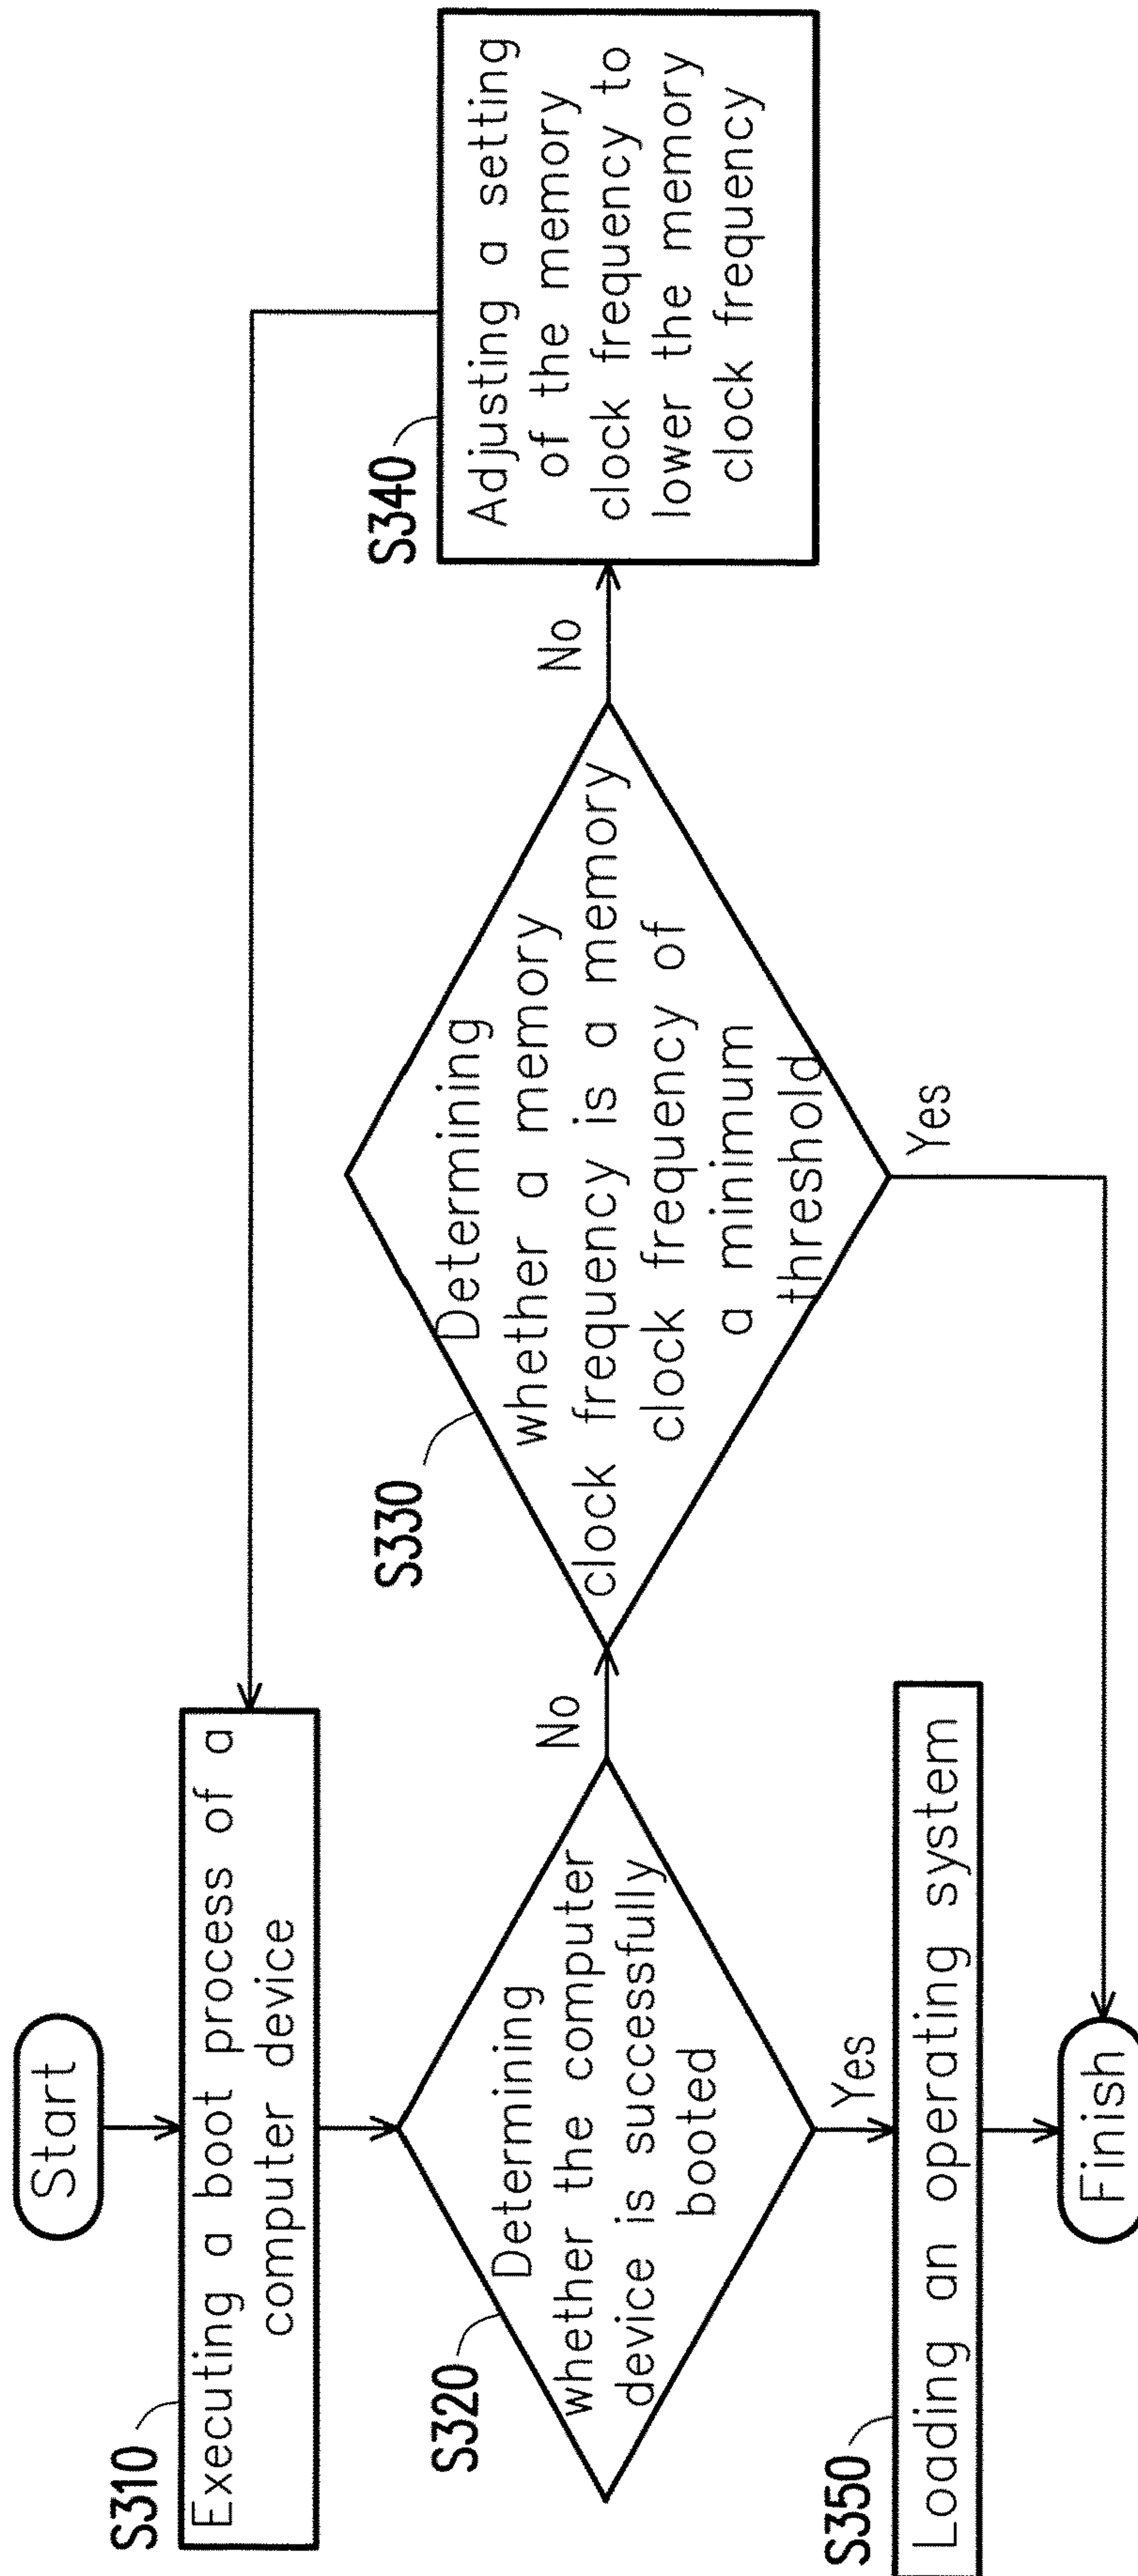 Start
S310
Executing a boot process of a
computer device
S320
Determining
whether the computer
device is successfully
booted
No
Yes
S330
Determining
whether a memory
clock frequency is a memory
clock frequency of
a minimum
threshold
No
Yes
S340
Adjusting a setting
of the memory
clock frequency to
lower the memory
clock frequency
S350
Loading an operating system
Finish